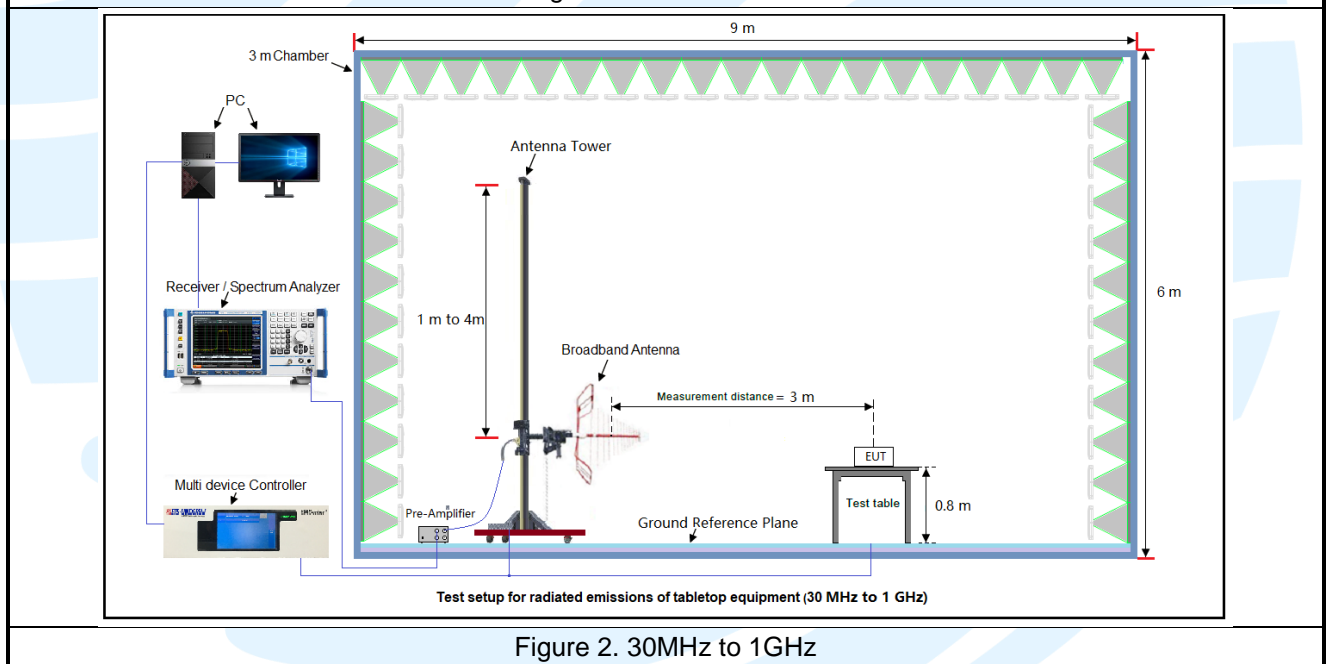 9 m
3 m Chamber
PC
Antenna Tower
Receiver / Spectrum Analyzer
6 m
1 m to 4m
Broadband Antenna
Measurement distance = 3 m
EUT
Multi device Controller
Pre-Amplifier
Test table
0.8 m
Ground Reference Plane
Test setup for radiated emissions of tabletop equipment (30 MHz to 1 GHz)
Figure 2. 30MHz to 1GHz